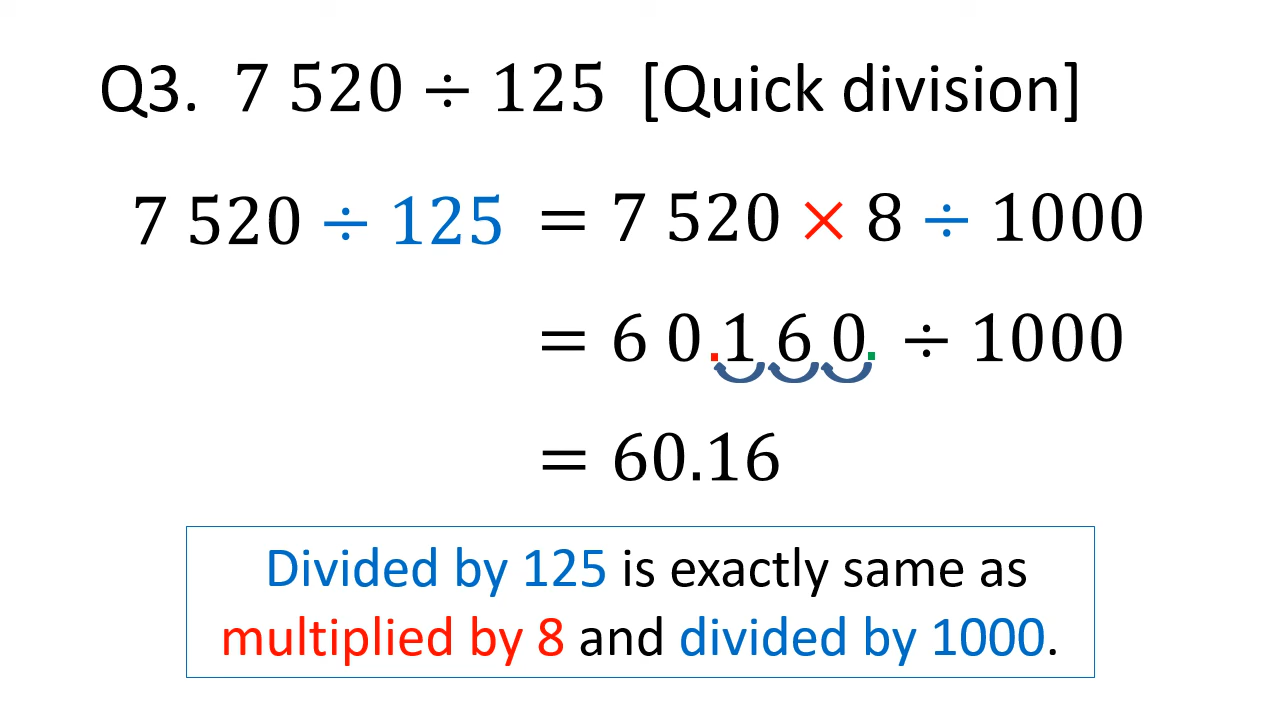 Q3. 7 520 ÷ 125 [Quick division]
7 520 ÷ 125 = 7 520 × 8 ÷ 1000
= 6 0.1 6 0. ÷ 1000
= 60.16
Divided by 125 is exactly same as
multiplied by 8 and divided by 1000.